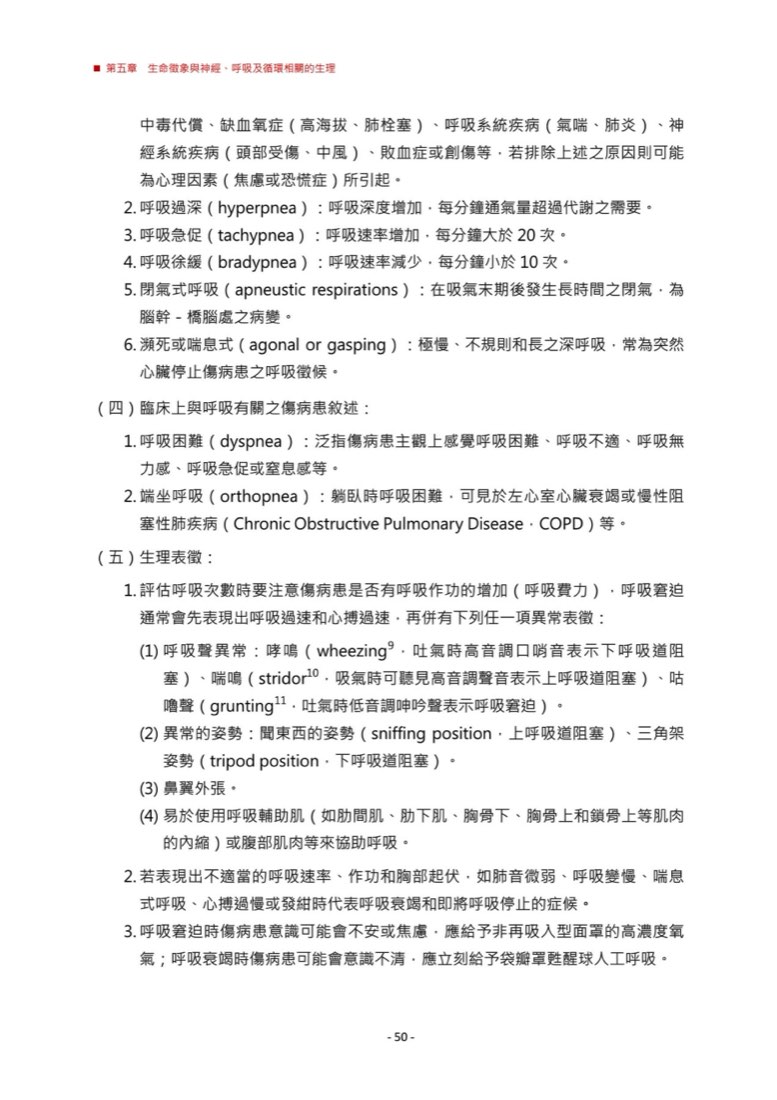 ■ 第五章　生命徵象與神經、呼吸及循環相關的生理
中毒代償、缺血氧症（高海拔、肺栓塞）、呼吸系統疾病（氣喘、肺炎）、神
經系統疾病（頭部受傷、中風）、敗血症或創傷等，若排除上述之原因則可能
為心理因素（焦慮或恐慌症）所引起。
2. 呼吸過深（hyperpnea）：呼吸深度增加，每分鐘通氣量超過代謝之需要。
3. 呼吸急促（tachypnea）：呼吸速率增加，每分鐘大於 20 次。
4. 呼吸徐緩（bradypnea）：呼吸速率減少，每分鐘小於 10 次。
5. 閉氣式呼吸（apneustic respirations）：在吸氣末期後發生長時間之閉氣，為
腦幹－橋腦處之病變。
6. 瀕死或喘息式（agonal or gasping）：極慢、不規則和長之深呼吸，常為突然
心臟停止傷病患之呼吸徵候。
（四）臨床上與呼吸有關之傷病患敘述：
1. 呼吸困難（dyspnea）：泛指傷病患主觀上感覺呼吸困難、呼吸不適、呼吸無
力感、呼吸急促或窒息感等。
2. 端坐呼吸（orthopnea）：躺臥時呼吸困難，可見於左心室心臟衰竭或慢性阻
塞性肺疾病（Chronic Obstructive Pulmonary Disease，COPD）等。
（五）生理表徵：
1. 評估呼吸次數時要注意傷病患是否有呼吸作功的增加（呼吸費力），呼吸窘迫
通常會先表現出呼吸過速和心搏過速，再併有下列任一項異常表徵：
(1) 呼吸聲異常：哮鳴（wheezing⁹，吐氣時高音調口哨音表示下呼吸道阻
塞）、喘鳴（stridor¹⁰，吸氣時可聽見高音調聲音表示上呼吸道阻塞）、咕
嚕聲（grunting¹¹，吐氣時低音調呻吟聲表示呼吸窘迫）。
(2) 異常的姿勢：聞東西的姿勢（sniffing position，上呼吸道阻塞）、三角架
姿勢（tripod position，下呼吸道阻塞）。
(3) 鼻翼外張。
(4) 易於使用呼吸輔助肌（如肋間肌、肋下肌、胸骨下、胸骨上和鎖骨上等肌肉
的內縮）或腹部肌肉等來協助呼吸。
2. 若表現出不適當的呼吸速率、作功和胸部起伏，如肺音微弱、呼吸變慢、喘息
式呼吸、心搏過慢或發紺時代表呼吸衰竭和即將呼吸停止的症候。
3. 呼吸窘迫時傷病患意識可能會不安或焦慮，應給予非再吸入型面罩的高濃度氧
氣；呼吸衰竭時傷病患可能會意識不清，應立刻給予袋瓣罩甦醒球人工呼吸。
- 50 -